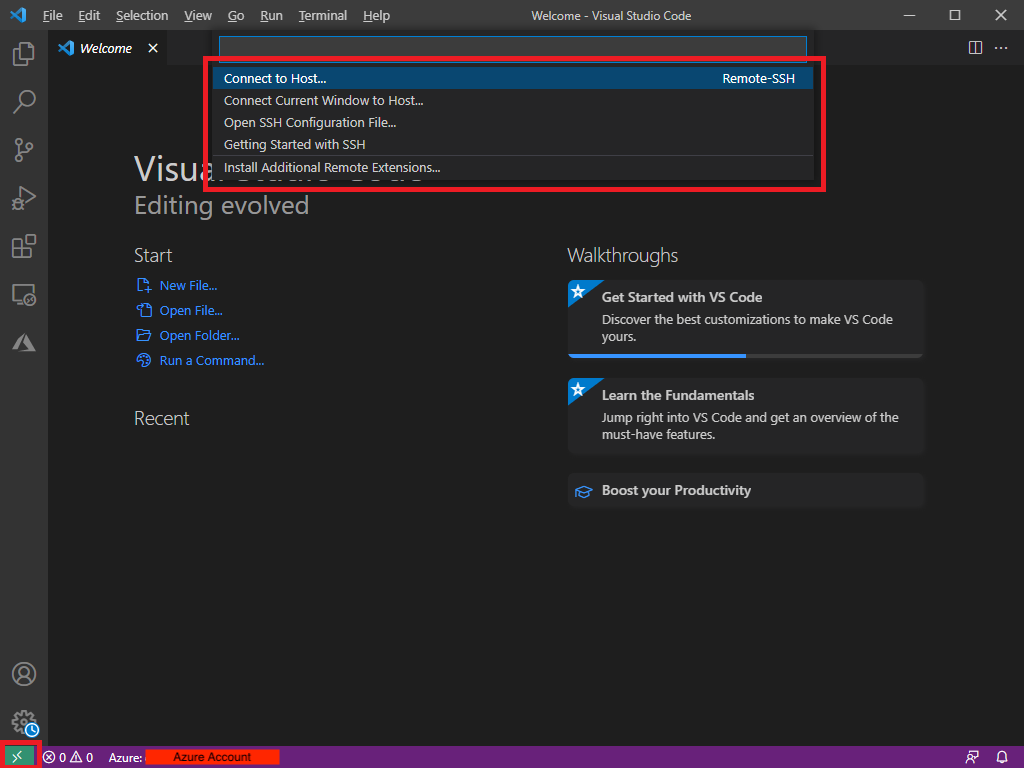 File Edit Selection View Go Run Terminal Help Welcome - Visual Studio Code
Welcome
Connect to Host... Remote-SSH
Connect Current Window to Host...
Open SSH Configuration File...
Getting Started with SSH
Install Additional Remote Extensions...
Editing evolved
Start
New File...
Open File...
Open Folder...
Run a Command...
Recent
Walkthroughs
Get Started with VS Code
Discover the best customizations to make VS Code
yours.
Learn the Fundamentals
Jump right into VS Code and get an overview of the
must-have features.
Boost your Productivity
0 0 Azure: Azure Account